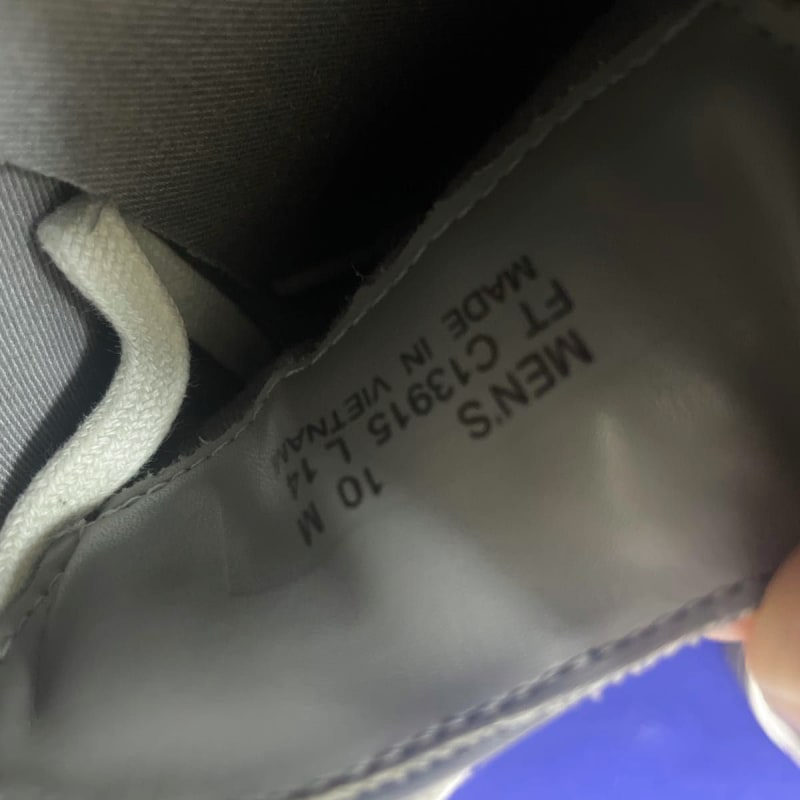 MEN'S 10 M
FT C13915 L 14
MADE IN VIETNAM